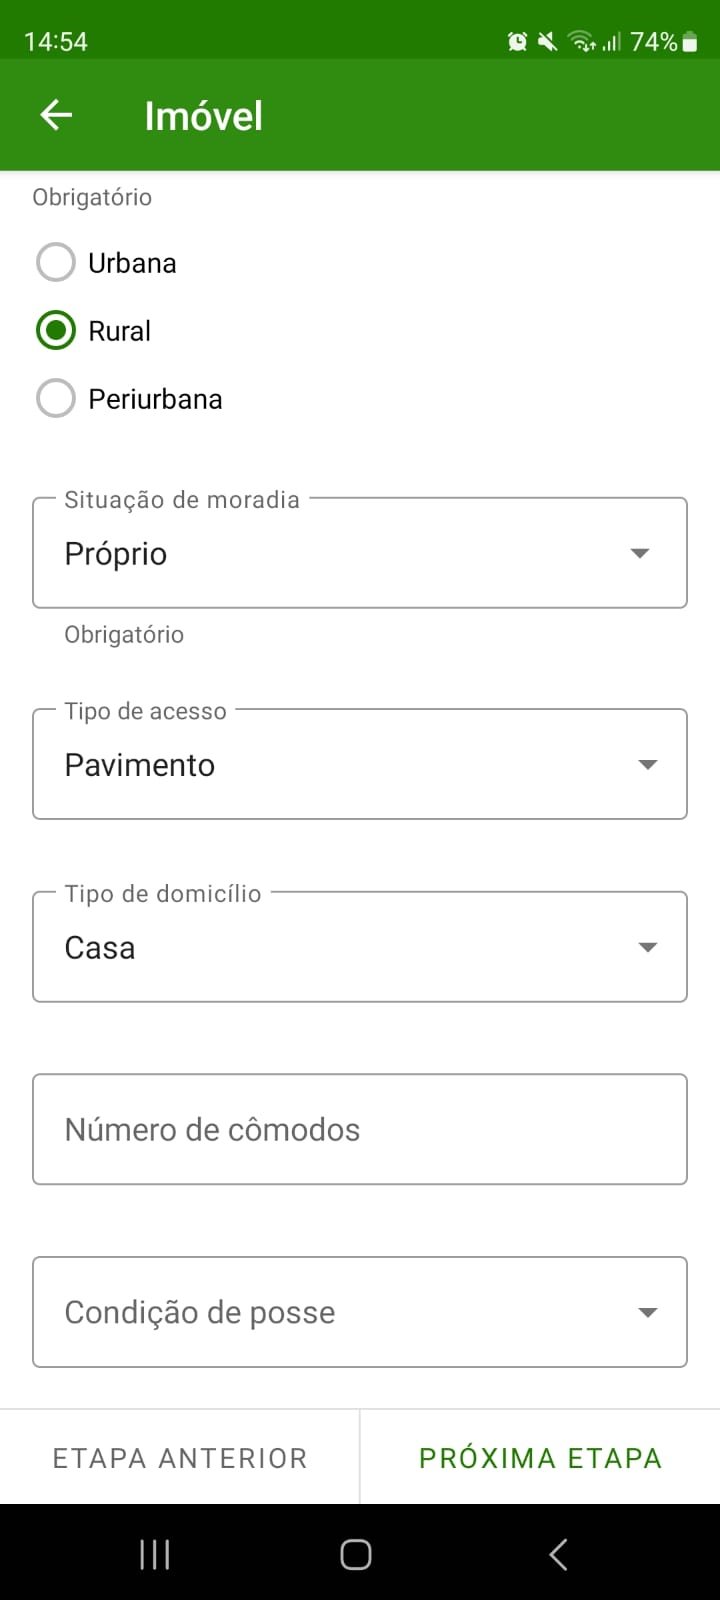 14:54
74%
Imóvel
Obrigatório
Urbana
Rural
Periurbana
Situação de moradia
Próprio
Obrigatório
Tipo de acesso
Pavimento
Tipo de domicílio
Casa
Número de cômodos
Condição de posse
ETAPA ANTERIOR
PRÓXIMA ETAPA